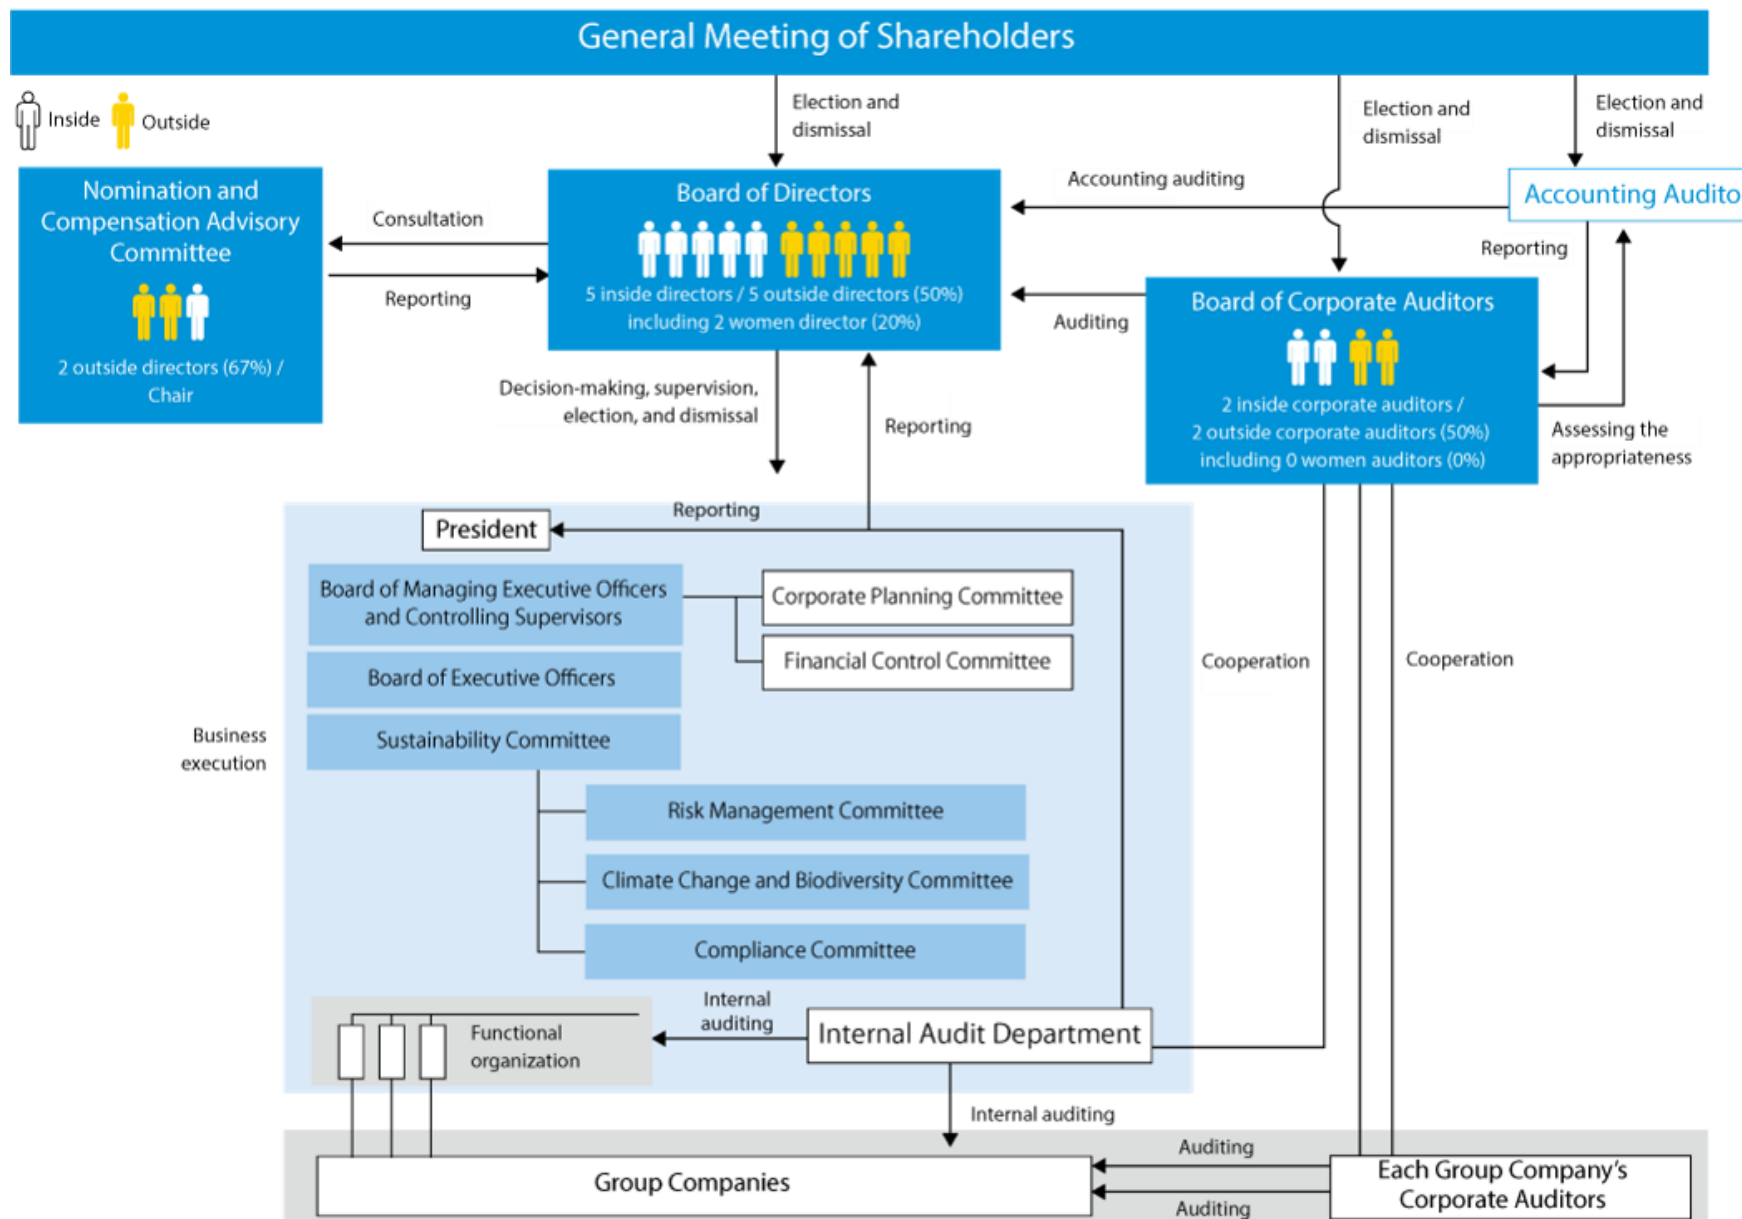 General Meeting of Shareholders
Inside
Outside
Election and
dismissal
Election and
dismissal
Election and
dismissal
Nomination and
Compensation Advisory
Committee
2 outside directors (67%) /
Chair
Consultation
Reporting
Board of Directors
5 inside directors / 5 outside directors (50%)
including 2 women director (20%)
Accounting auditing
Accounting Audito
Reporting
Auditing
Board of Corporate Auditors
2 inside corporate auditors /
2 outside corporate auditors (50%)
including 0 women auditors (0%)
Assessing the
appropriateness
Decision-making, supervision,
election, and dismissal
Reporting
President
Reporting
Board of Managing Executive Officers
and Controlling Supervisors
Corporate Planning Committee
Financial Control Committee
Board of Executive Officers
Sustainability Committee
Business
execution
Risk Management Committee
Climate Change and Biodiversity Committee
Compliance Committee
Cooperation
Cooperation
Functional
organization
Internal
auditing
Internal Audit Department
Internal auditing
Group Companies
Auditing
Auditing
Each Group Company's
Corporate Auditors